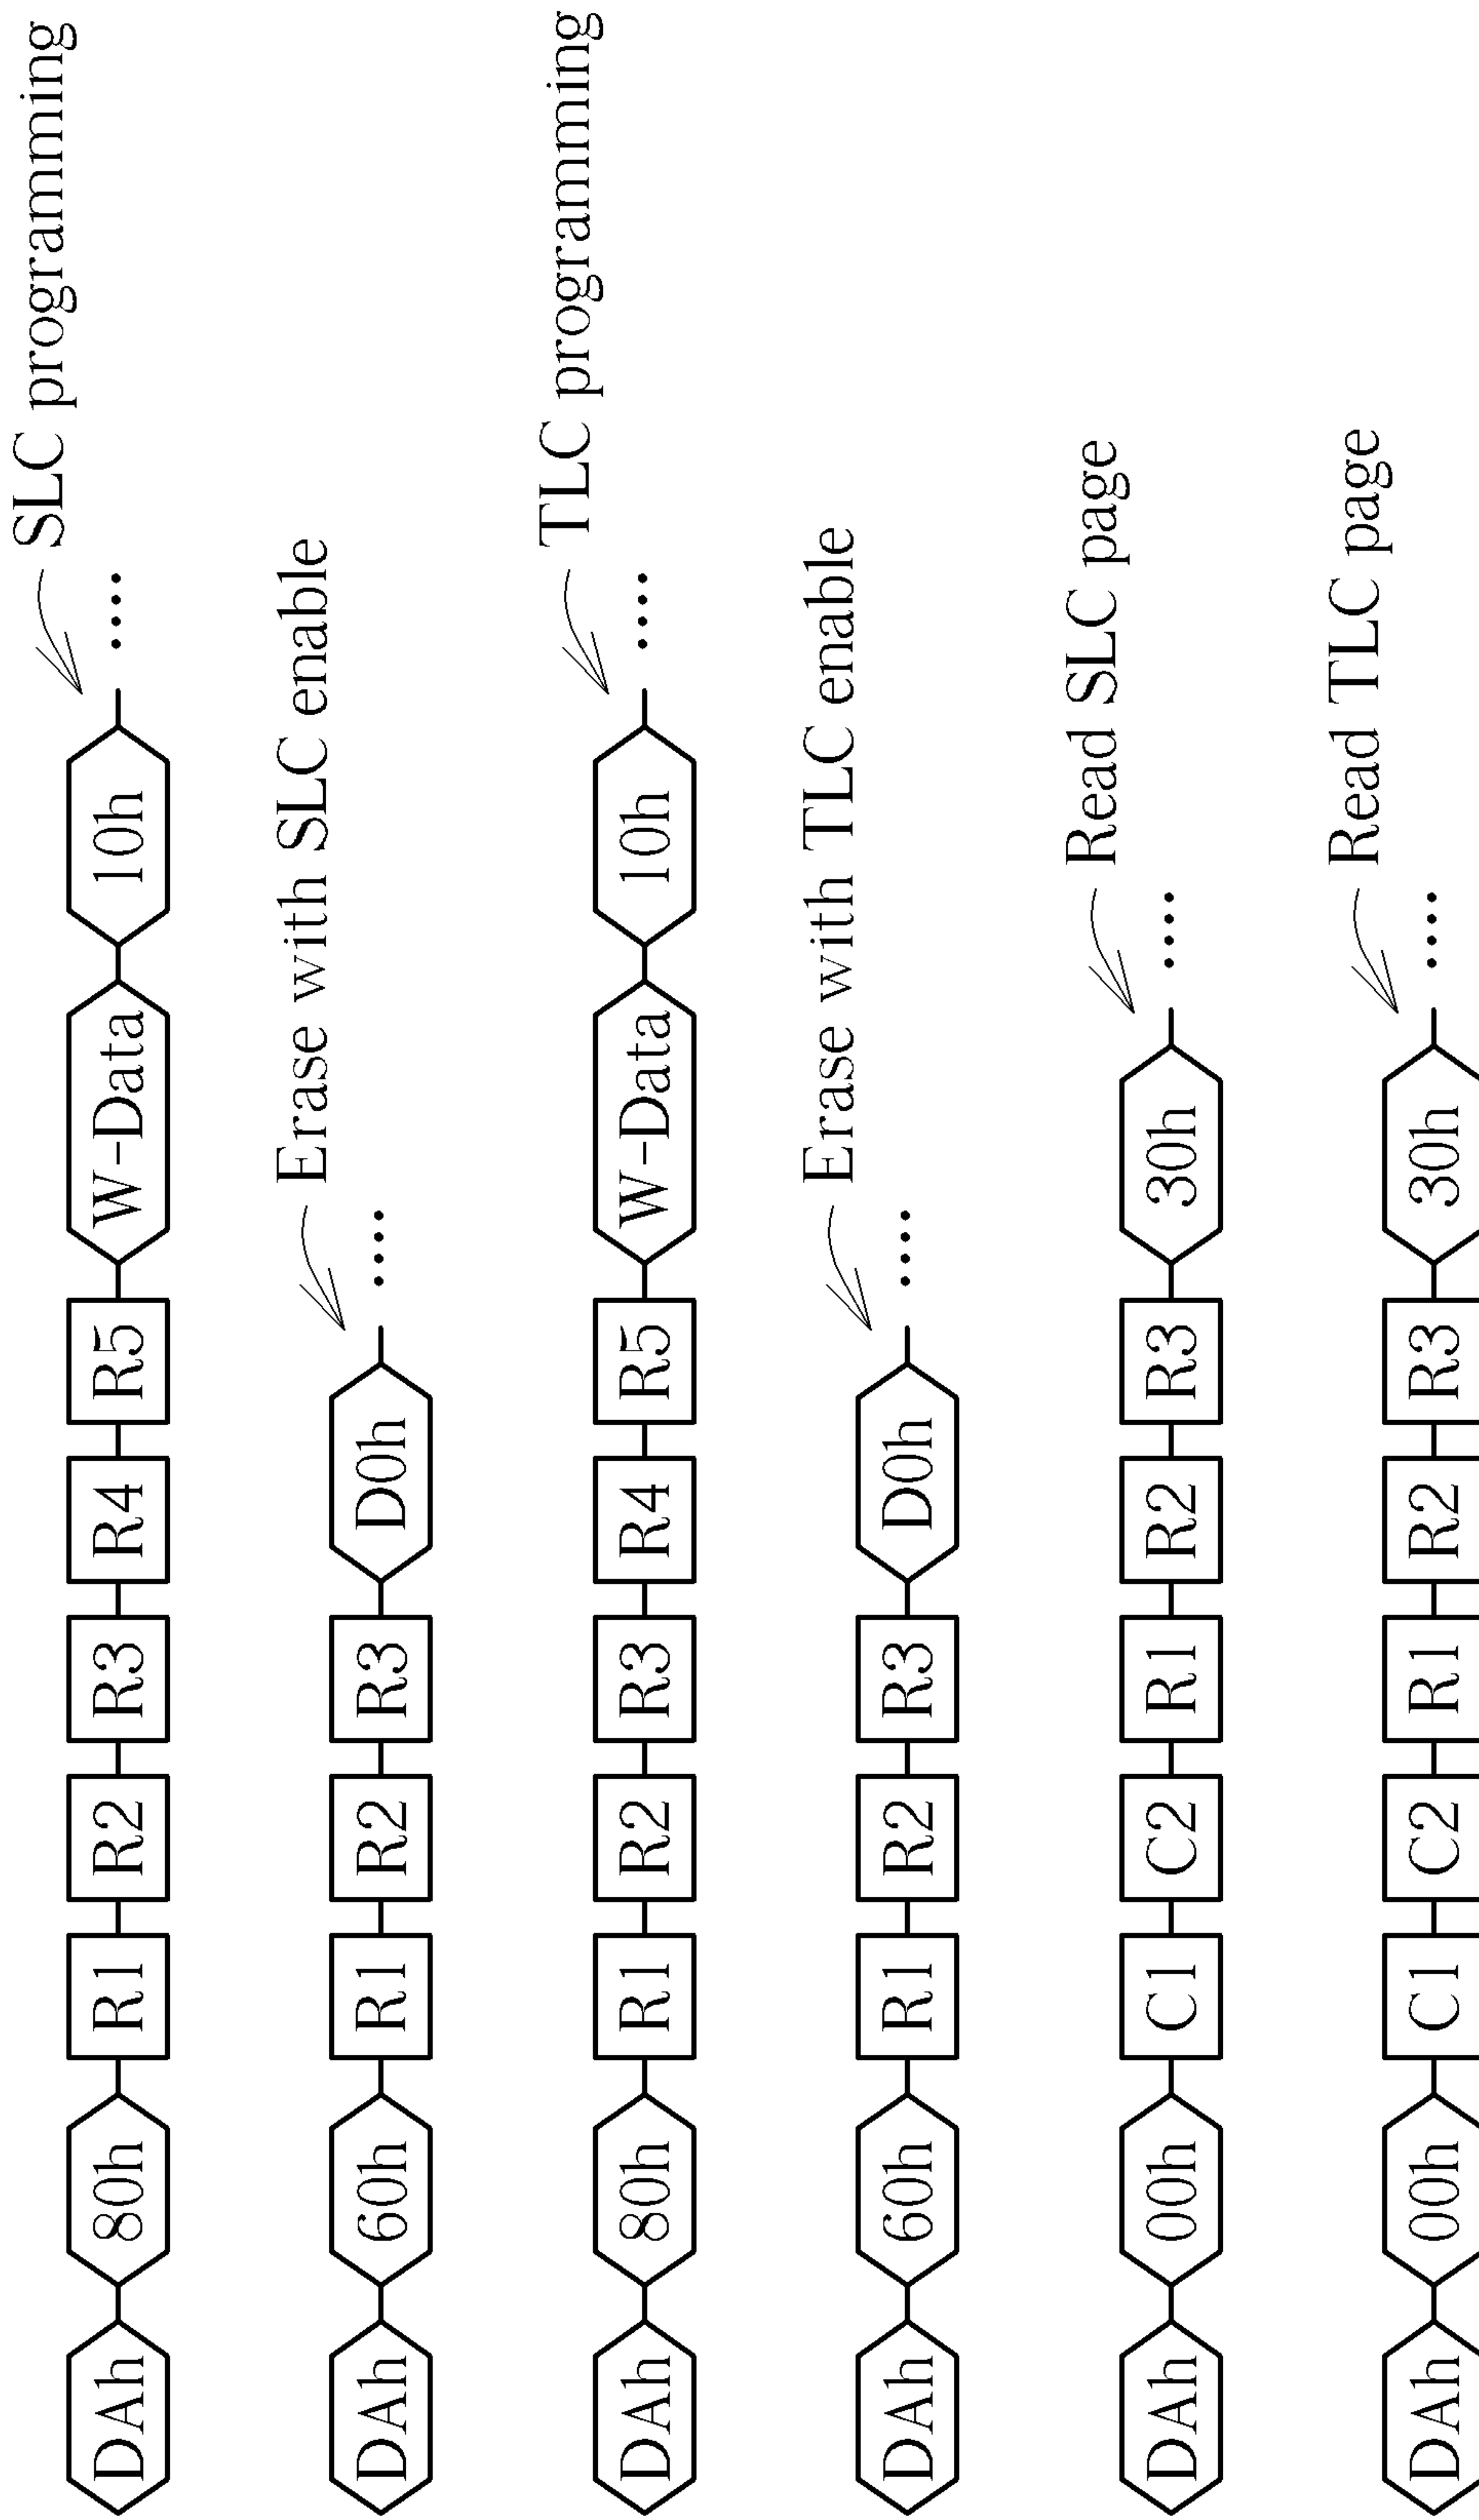 DAh 80h R1 R2 R3 R4 R5 W-Data 10h .... SLC programming
DAh 60h R1 R2 R3 D0h .... Erase with SLC enable
DAh 80h R1 R2 R3 R4 R5 W-Data 10h .... TLC programming
DAh 60h R1 R2 R3 D0h .... Erase with TLC enable
DAh 00h C1 C2 R1 R2 R3 30h .... Read SLC page
DAh 00h C1 C2 R1 R2 R3 30h .... Read TLC page